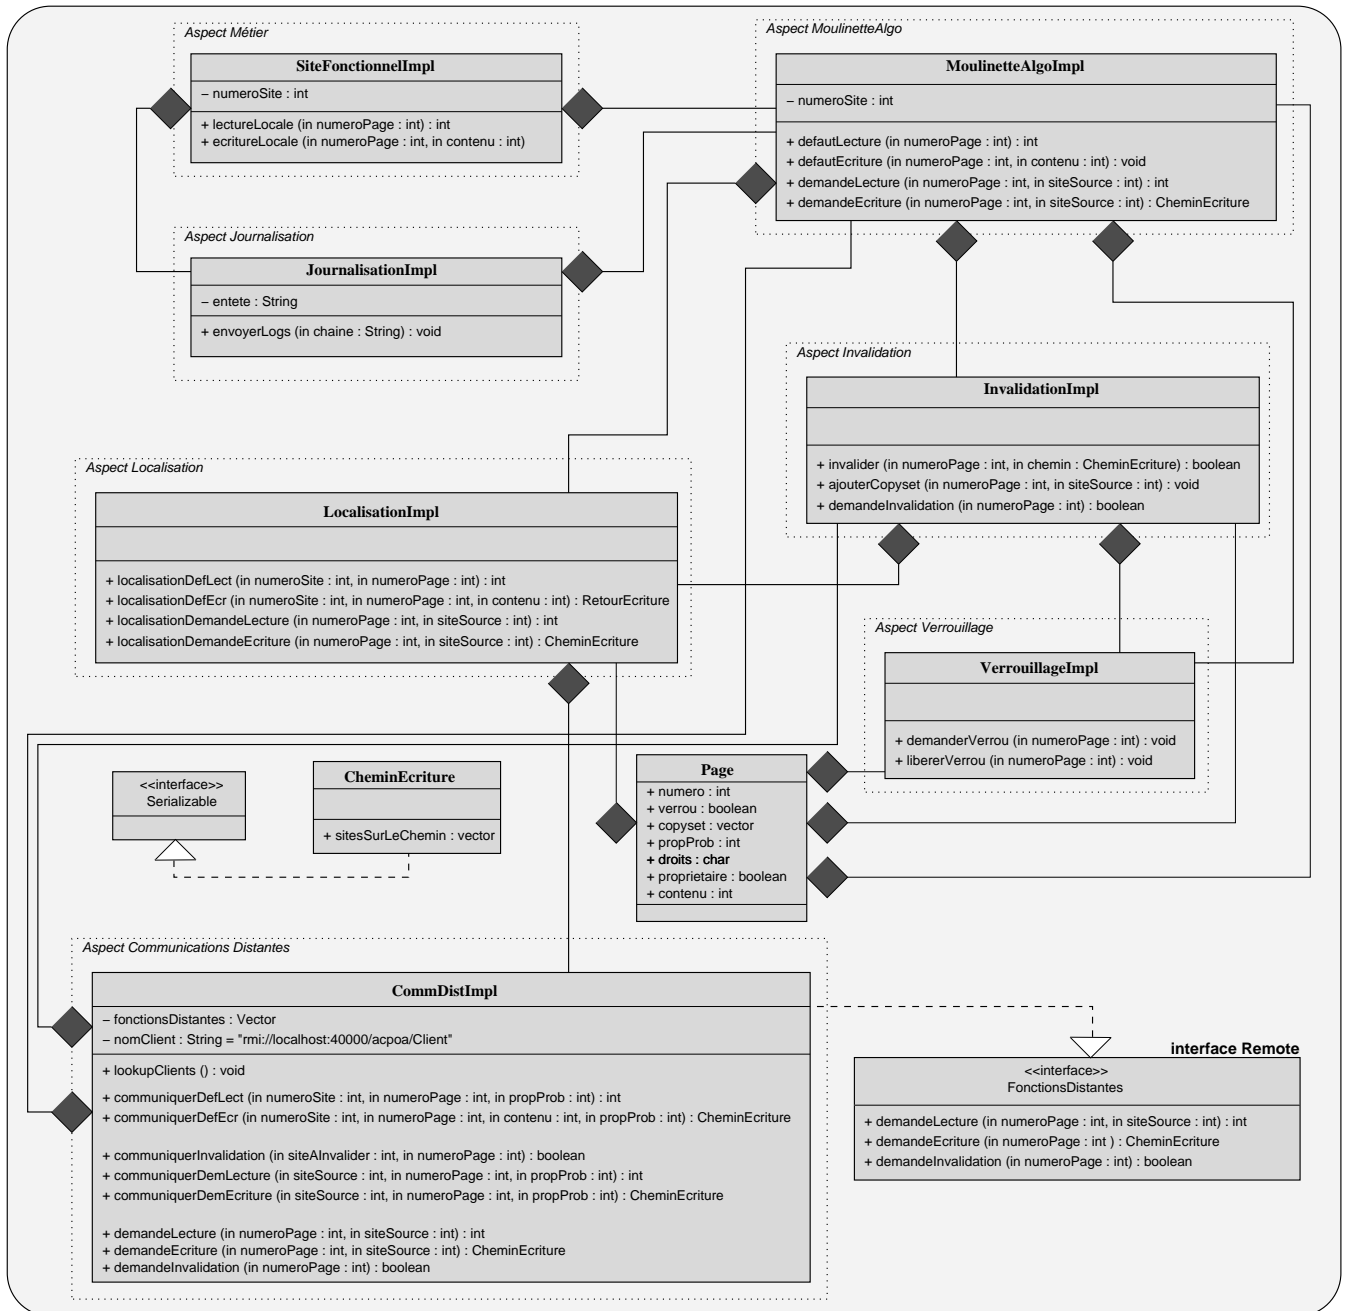 Aspect Métier
SiteFonctionnelImpl
– numeroSite : int
+ lectureLocale (in numeroPage : int) : int
+ ecritureLocale (in numeroPage : int, in contenu : int)
Aspect MoulinetteAlgo
MoulinetteAlgoImpl
– numeroSite : int
+ defautLecture (in numeroPage : int) : int
+ defautEcriture (in numeroPage : int, in contenu : int) : void
+ demandeLecture (in numeroPage : int, in siteSource : int) : int
+ demandeEcriture (in numeroPage : int, in siteSource : int) : CheminEcriture
Aspect Journalisation
JournalisationImpl
– entete : String
+ envoyerLogs (in chaine : String) : void
Aspect Invalidation
InvalidationImpl
+ invalider (in numeroPage : int, in chemin : CheminEcriture) : boolean
+ ajouterCopyset (in numeroPage : int, in siteSource : int) : void
+ demandeInvalidation (in numeroPage : int) : boolean
Aspect Localisation
LocalisationImpl
+ localisationDefLect (in numeroSite : int, in numeroPage : int) : int
+ localisationDefEcr (in numeroSite : int, in numeroPage : int, in contenu : int) : RetourEcriture
+ localisationDemandeLecture (in numeroPage : int, in siteSource : int) : int
+ localisationDemandeEcriture (in numeroPage : int, in siteSource : int) : CheminEcriture
Aspect Verrouillage
VerrouillageImpl
+ demanderVerrou (in numeroPage : int) : void
+ libererVerrou (in numeroPage : int) : void
<<interface>>
Serializable
CheminEcriture
+ sitesSurLeChemin : vector
Page
+ numero : int
+ verrou : boolean
+ copyset : vector
+ propProb : int
+ droits : char
+ proprietaire : boolean
+ contenu : int
Aspect Communications Distantes
CommDistImpl
– fonctionsDistantes : Vector
– nomClient : String = "rmi://localhost:40000/acpoa/Client"
+ lookupClients () : void
+ communiquerDefLect (in numeroSite : int, in numeroPage : int, in propProb : int) : int
+ communiquerDefEcr (in numeroSite : int, in numeroPage : int, in contenu : int, in propProb : int) : CheminEcriture
+ communiquerInvalidation (in siteAInvalider : int, in numeroPage : int) : boolean
+ communiquerDemLecture (in siteSource : int, in numeroPage : int, in propProb : int) : int
+ communiquerDemEcriture (in siteSource : int, in numeroPage : int, in propProb : int) : CheminEcriture
+ demandeLecture (in numeroPage : int, in siteSource : int) : int
+ demandeEcriture (in numeroPage : int, in siteSource : int) : CheminEcriture
+ demandeInvalidation (in numeroPage : int) : boolean
interface Remote
<<interface>>
FonctionsDistantes
+ demandeLecture (in numeroPage : int, in siteSource : int) : int
+ demandeEcriture (in numeroPage : int ) : CheminEcriture
+ demandeInvalidation (in numeroPage : int) : boolean